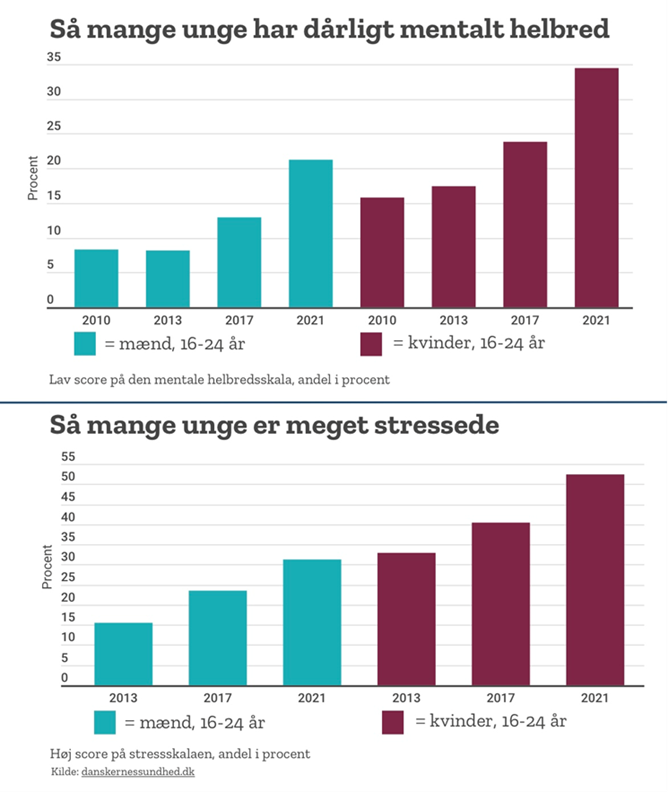 Så mange unge har dårligt mentalt helbred
35
30
25
20
15
10
5
0
Procent
2010 2013 2017 2021 2010 2013 2017 2021
= mænd, 16-24 år = kvinder, 16-24 år
Lav score på den mentale helbredsskala, andel i procent
Så mange unge er meget stressede
55
50
45
40
35
30
25
20
15
10
5
0
Procent
2013 2017 2021 2013 2017 2021
= mænd, 16-24 år = kvinder, 16-24 år
Høj score på stressskalaen, andel i procent
Kilde: danskernessundhed.dk